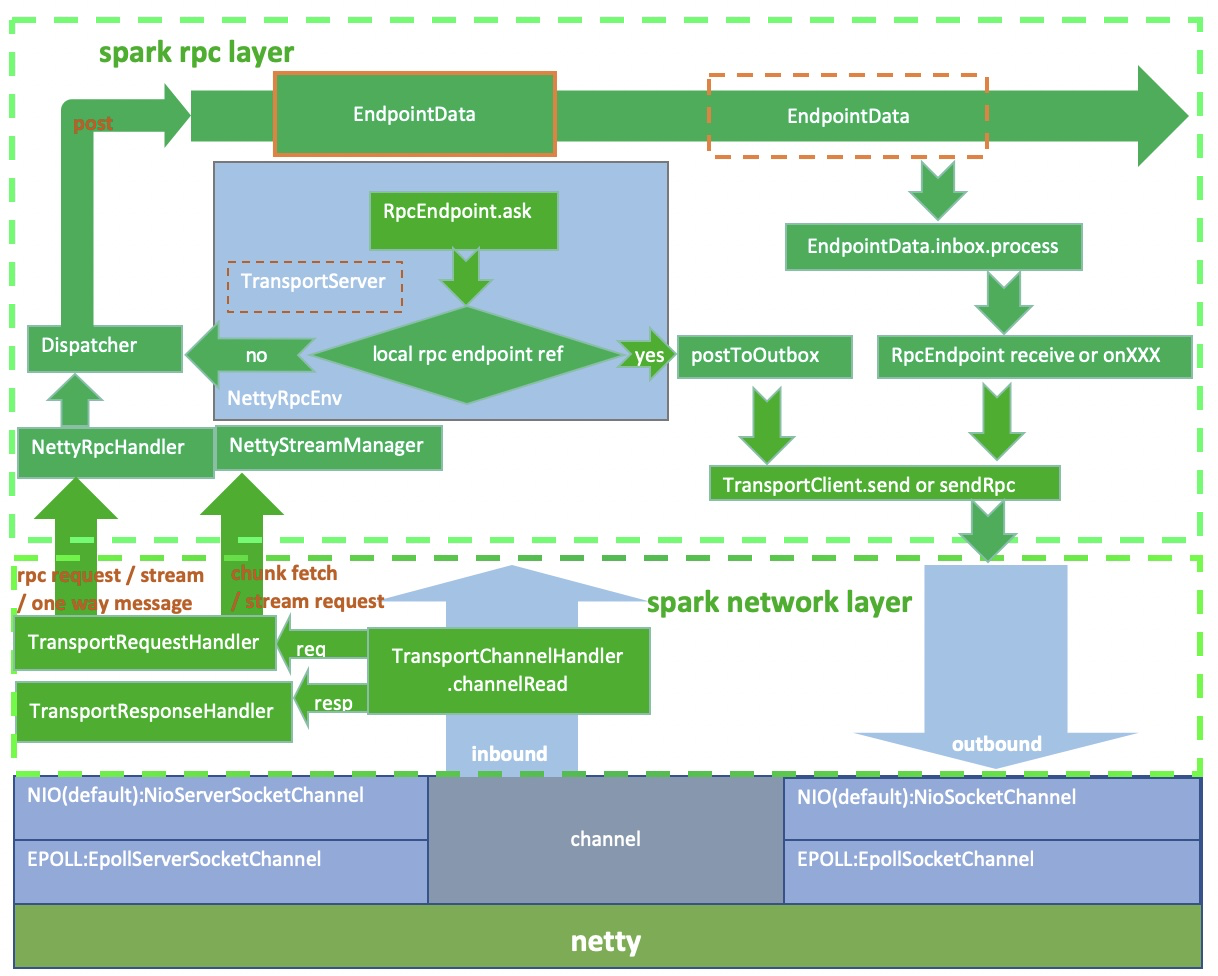 spark rpc layer
post
EndpointData
EndpointData
RpcEndpoint.ask
EndpointData.inbox.process
TransportServer
Dispatcher
no
local rpc endpoint ref
yes
postToOutbox
RpcEndpoint receive or onXXX
NettyRpcEnv
NettyRpcHandler
NettyStreamManager
TransportClient.send or sendRpc
rpc request / stream
/ one way message
chunk fetch
/ stream request
spark network layer
TransportRequestHandler
req
TransportChannelHandler
.channelRead
TransportResponseHandler
resp
inbound
outbound
NIO(default):NioServerSocketChannel
channel
NIO(default):NioSocketChannel
EPOLL:EpollServerSocketChannel
EPOLL:EpollSocketChannel
netty